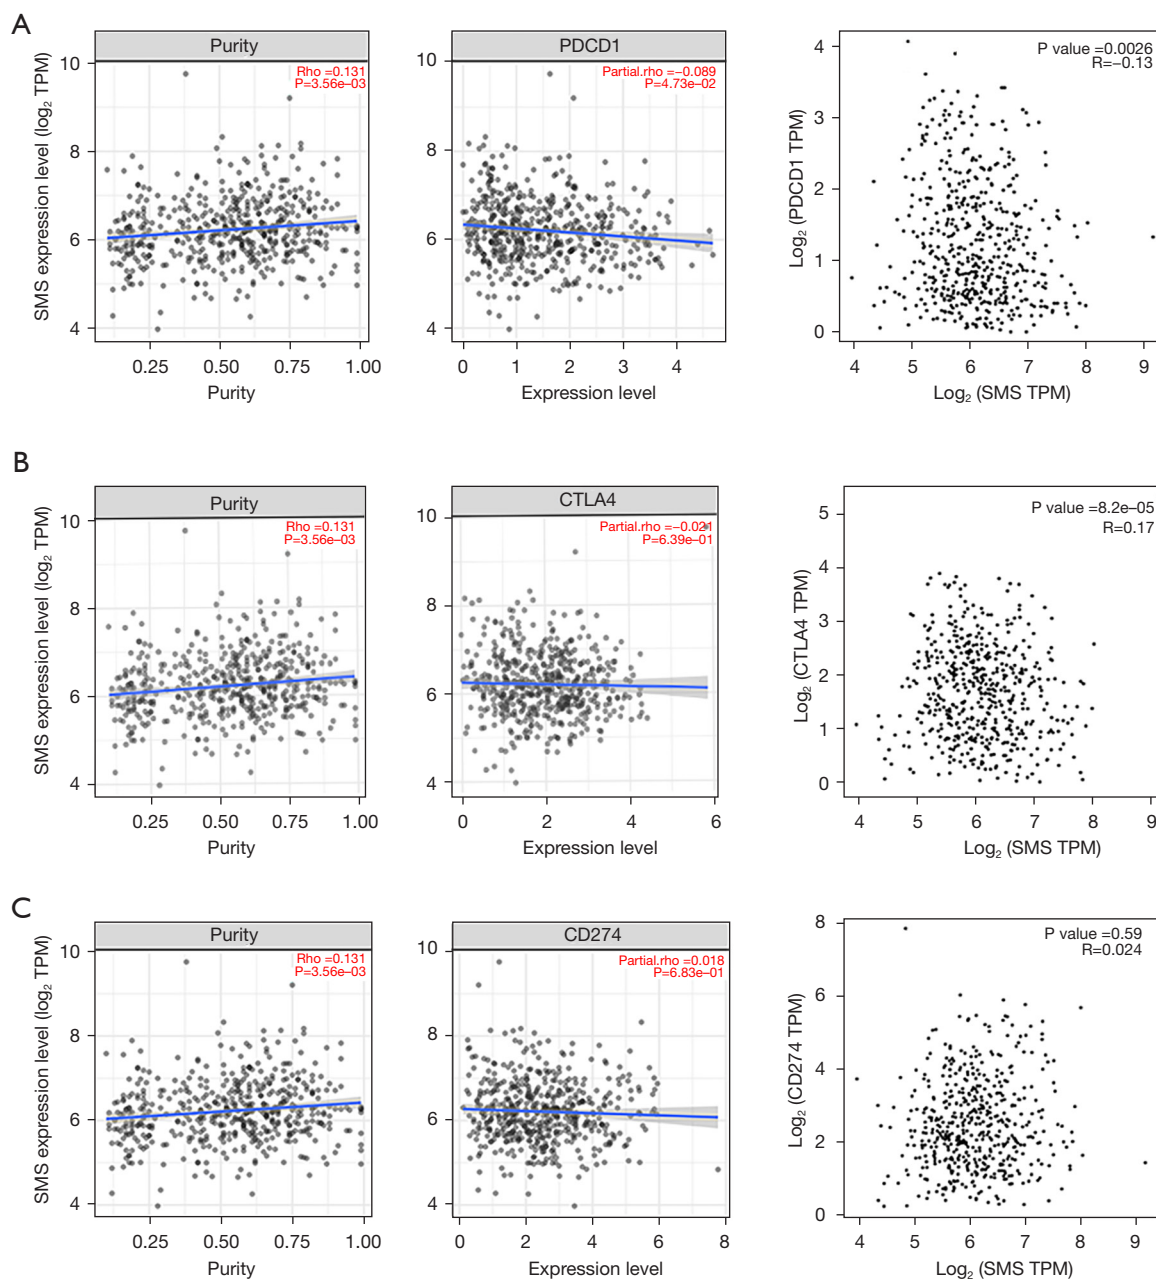 A
Purity
Rho =0.131
P=3.56e–03
SMS expression level (log₂ TPM)
10
8
6
4
0.25
0.50
0.75
1.00
Purity
PDCD1
Partial.rho =–0.089
P=4.73e–02
0
1
2
3
4
Expression level
P value =0.0026
R=–0.13
Log₂ (PDCD1 TPM)
4
3
2
1
0
4
5
6
7
8
9
Log₂ (SMS TPM)
B
Purity
Rho =0.131
P=3.56e–03
SMS expression level (log₂ TPM)
10
8
6
4
0.25
0.50
0.75
1.00
Purity
CTLA4
Partial.rho =–0.021
P=6.39e–01
10
8
6
4
0
2
4
6
Expression level
P value =8.2e–05
R=0.17
Log₂ (CTLA4 TPM)
5
4
3
2
1
0
4
5
6
7
8
9
Log₂ (SMS TPM)
C
Purity
Rho =0.131
P=3.56e–03
SMS expression level (log₂ TPM)
10
8
6
4
0.25
0.50
0.75
1.00
Purity
CD274
Partial.rho =0.018
P=6.83e–01
10
8
6
4
0
2
4
6
8
Expression level
P value =0.59
R=0.024
Log₂ (CD274 TPM)
8
6
4
2
0
4
5
6
7
8
9
Log₂ (SMS TPM)